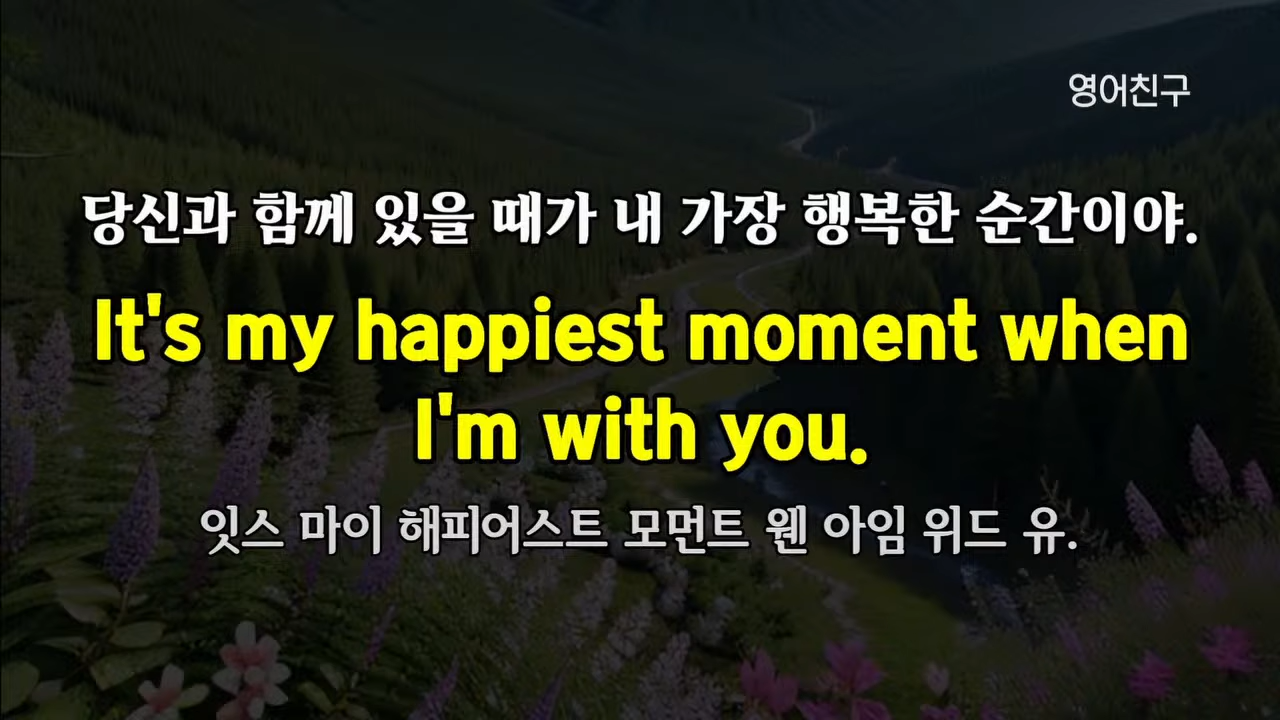 영어친구
당신과 함께 있을 때가 내 가장 행복한 순간이야.
It's my happiest moment when
I'm with you.
잇스 마이 해피어스트 모먼트 웬 아임 위드 유.